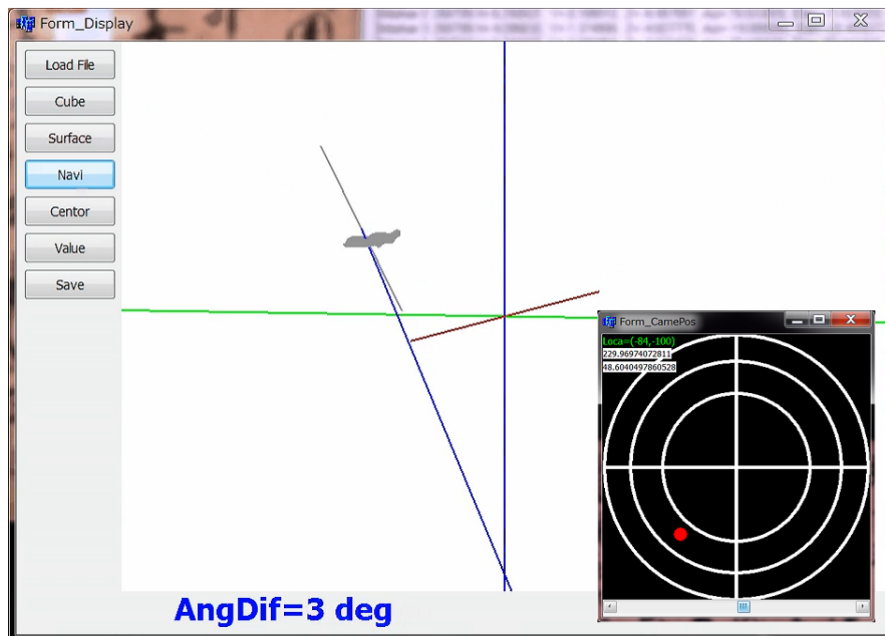 Form_Display
Load File
Cube
Surface
Navi
Centor
Value
Save
Form_CamePos
Loca=(-84,-100)
229.96974072811
48.6040497860528
AngDif=3 deg